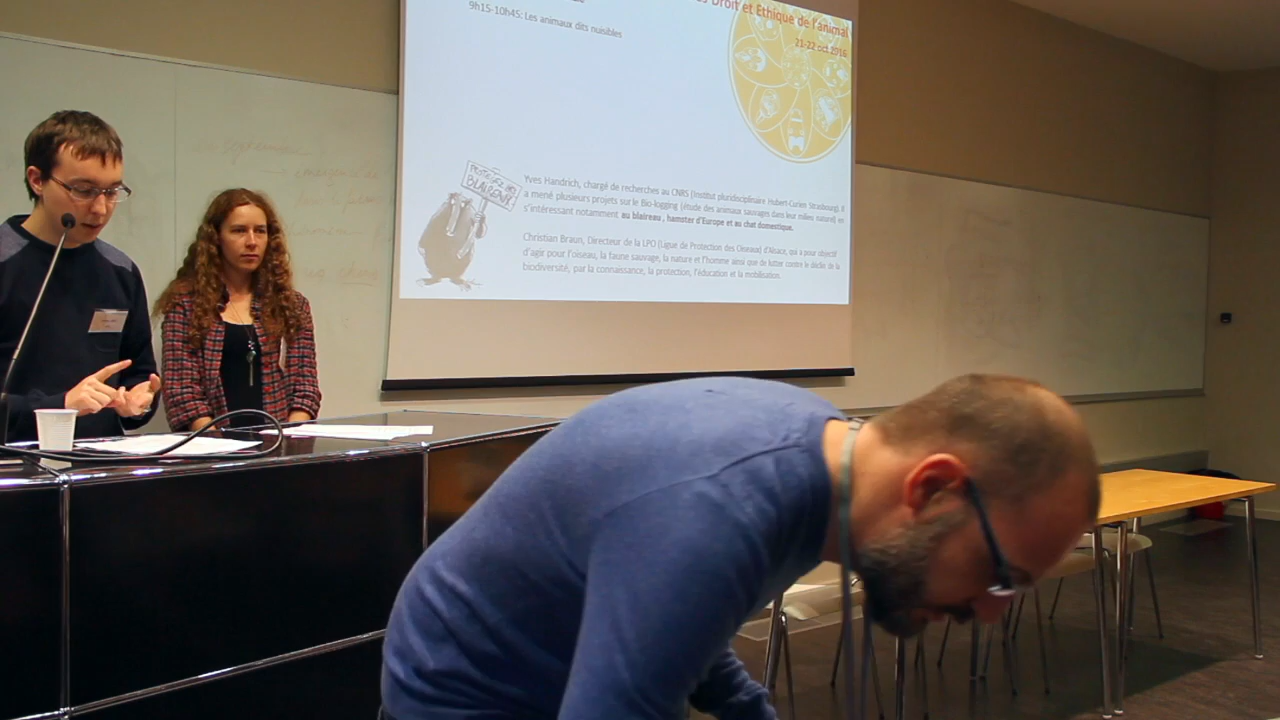 es Droit et Ethique de l'animal
21-22 oct 2016
9h15-10h45: Les animaux dits nuisibles
PROTEGEZ LES
BLAIREAUX
Yves Handrich, chargé de recherches au CNRS (Institut pluridisciplinaire Hubert-Curien Strasbourg). Il
a mené plusieurs projets sur le Bio-logging (étude des animaux sauvages dans leur milieu naturel) en
s'intéressant notamment au blaireau , hamster d'Europe et au chat domestique.
Christian Braun, Directeur de la LPO (Ligue de Protection des Oiseaux) d'Alsace, qui a pour objectif
d'agir pour l'oiseau, la faune sauvage, la nature et l'homme ainsi que de lutter contre le déclin de la
biodiversité, par la connaissance, la protection, l'éducation et la mobilisation.